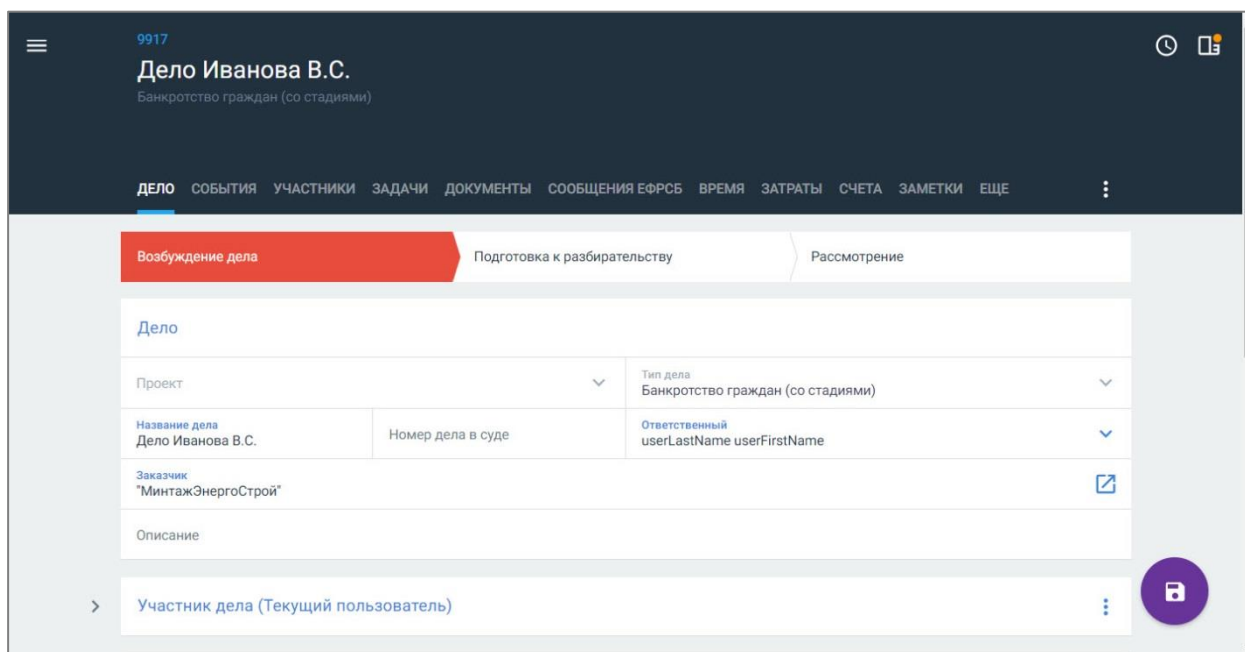 9917
Дело Иванова В.С.
Банкротство граждан (со стадиями)
ДЕЛО СОБЫТИЯ УЧАСТНИКИ ЗАДАЧИ ДОКУМЕНТЫ СООБЩЕНИЯ ЕФРСБ ВРЕМЯ ЗАТРАТЫ СЧЕТА ЗАМЕТКИ ЕЩЕ
Возбуждение дела Подготовка к разбирательству Рассмотрение
Дело
Проект
Тип дела
Банкротство граждан (со стадиями)
Название дела
Дело Иванова В.С.
Номер дела в суде
Ответственный
userLastName userFirstName
Заказчик
"МинтажЭнергоСтрой"
Описание
Участник дела (Текущий пользователь)